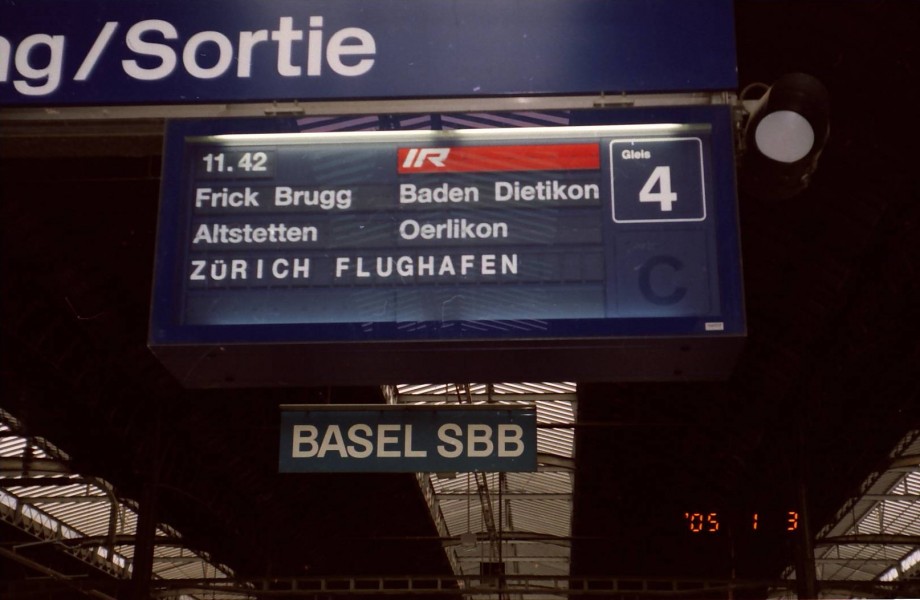 ng/Sortie
11.42 IR Gleis
Frick Brugg Baden Dietikon 4
Altstetten Oerlikon
ZÜRICH FLUGHAFEN
C
BASEL SBB
'05 1 3